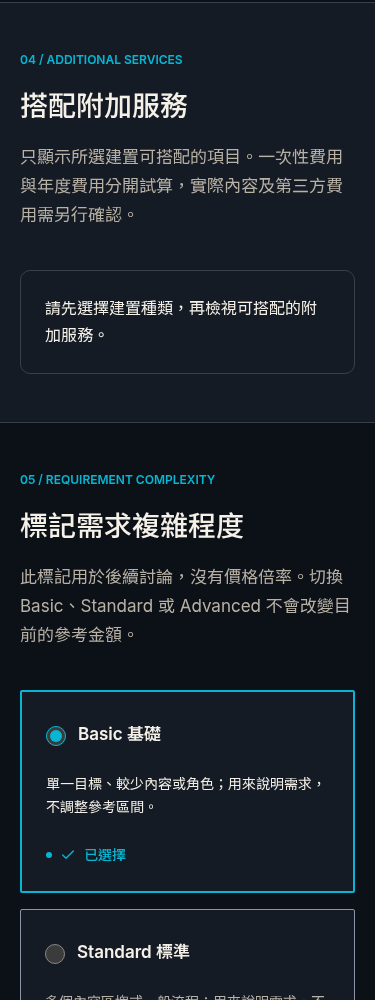 04 / ADDITIONAL SERVICES
搭配附加服務
只顯示所選建置可搭配的項目。一次性費用
與年度費用分開試算，實際內容及第三方費
用需另行確認。
請先選擇建置種類，再檢視可搭配的附
加服務。
05 / REQUIREMENT COMPLEXITY
標記需求複雜程度
此標記用於後續討論，沒有價格倍率。切換
Basic、Standard 或 Advanced 不會改變目
前的參考金額。
Basic 基礎
單一目標、較少內容或角色；用來說明需求，
不調整參考區間。
已選擇
Standard 標準